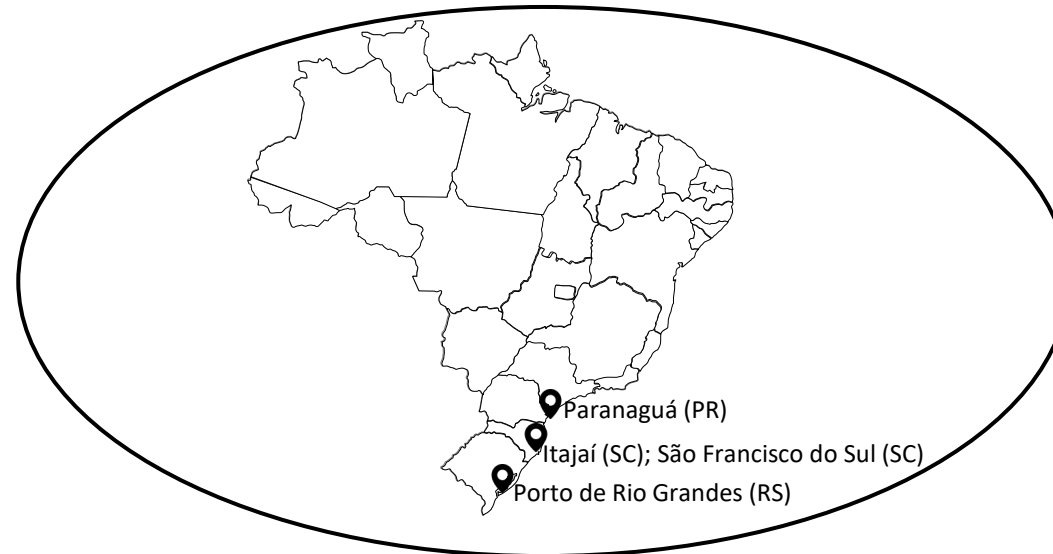 Paranaguá (PR)
Itajaí (SC); São Francisco do Sul (SC)
Porto de Rio Grandes (RS)